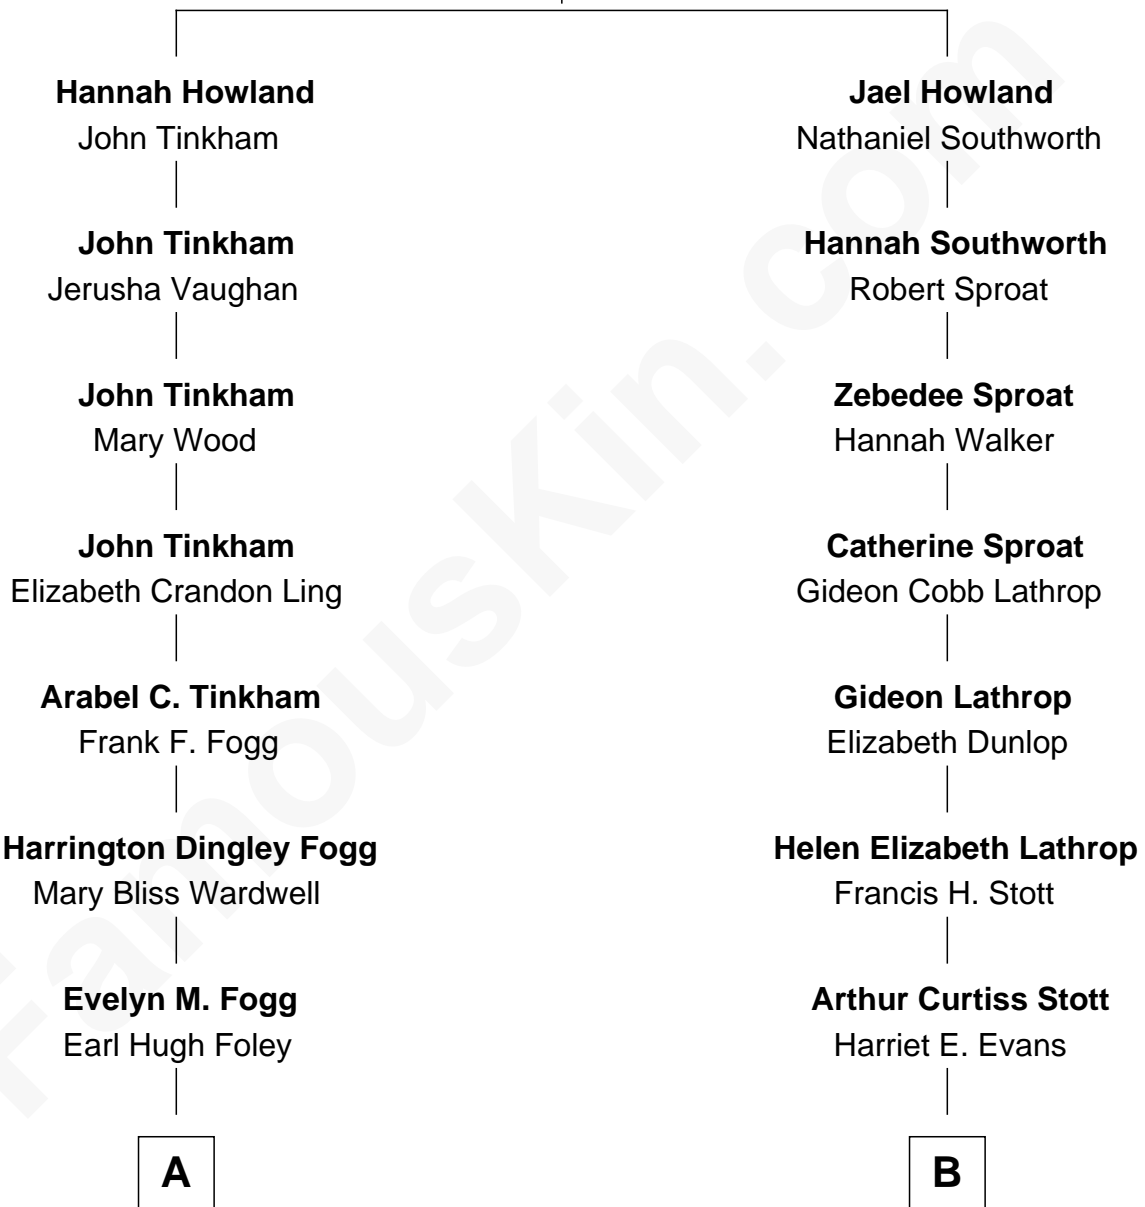 Hannah Howland
John Tinkham
John Tinkham
Jerusha Vaughan
John Tinkham
Mary Wood
John Tinkham
Elizabeth Crandon Ling
Arabel C. Tinkham
Frank F. Fogg
Harrington Dingley Fogg
Mary Bliss Wardwell
Evelyn M. Fogg
Earl Hugh Foley
A
Jael Howland
Nathaniel Southworth
Hannah Southworth
Robert Sproat
Zebedee Sproat
Hannah Walker
Catherine Sproat
Gideon Cobb Lathrop
Gideon Lathrop
Elizabeth Dunlop
Helen Elizabeth Lathrop
Francis H. Stott
Arthur Curtiss Stott
Harriet E. Evans
B
FamousKin.com